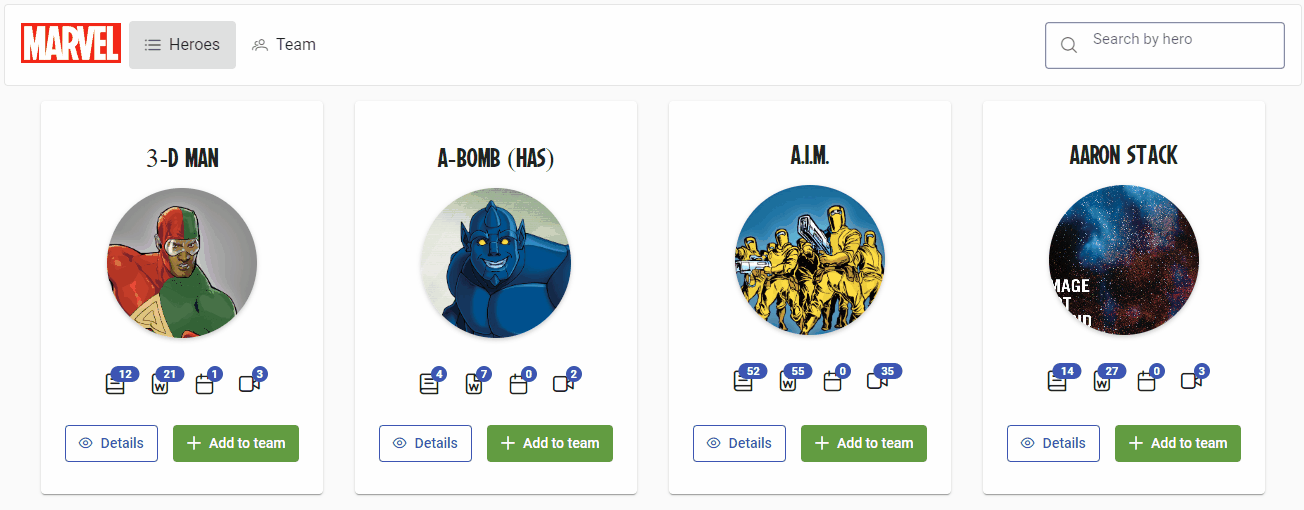 MARVEL Heroes Team Search by hero
3-D MAN
12 21 1 3
Details Add to team
A-BOMB (HAS)
4 W 7 0 2
Details Add to team
A.I.M.
52 W 55 0 35
Details Add to team
AARON STACK
MAGE
OT
UND
14 W 27 0 3
Details Add to team